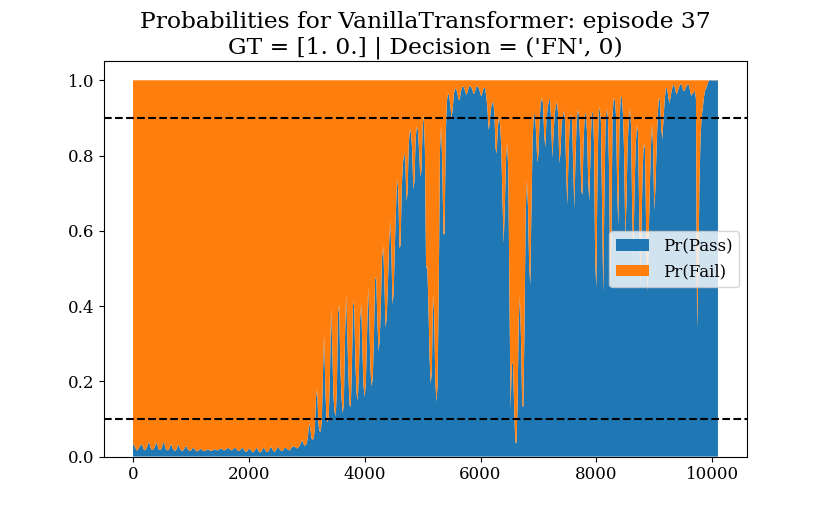 Probabilities for VanillaTransformer: episode 37
GT = [1. 0.] | Decision = ('FN', 0)
1.0
0.8
0.6
0.4
0.2
0.0
Pr(Pass)
Pr(Fail)
0 2000 4000 6000 8000 10000